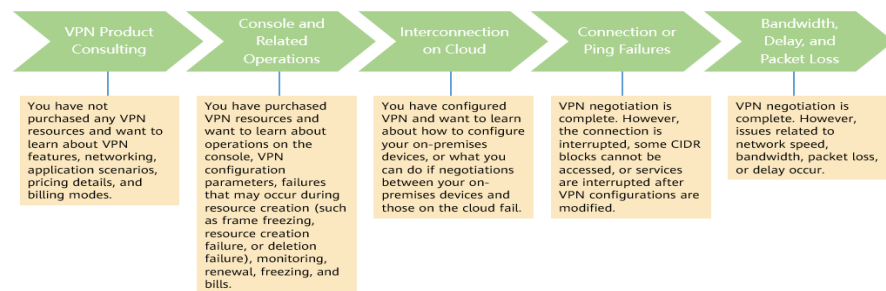 VPN Product
Consulting
Console and
Related
Operations
Interconnection
on Cloud
Connection or
Ping Failures
Bandwidth,
Delay, and
Packet Loss
You have not
purchased any VPN
resources and want to
learn about VPN
features, networking,
application scenarios,
pricing details, and
billing modes.
You have purchased
VPN resources and
want to learn about
operations on the
console, VPN
configuration
parameters, failures
that may occur during
resource creation (such
as frame freezing,
resource creation
failure, or deletion
failure), monitoring,
renewal, freezing, and
bills.
You have configured
VPN and want to learn
about how to configure
your on-premises
devices, or what you
can do if negotiations
between your on-
premises devices and
those on the cloud fail.
VPN negotiation is
complete. However,
the connection is
interrupted, some CIDR
blocks cannot be
accessed, or services
are interrupted after
VPN configurations are
modified.
VPN negotiation is
complete. However,
issues related to
network speed,
bandwidth, packet loss,
or delay occur.